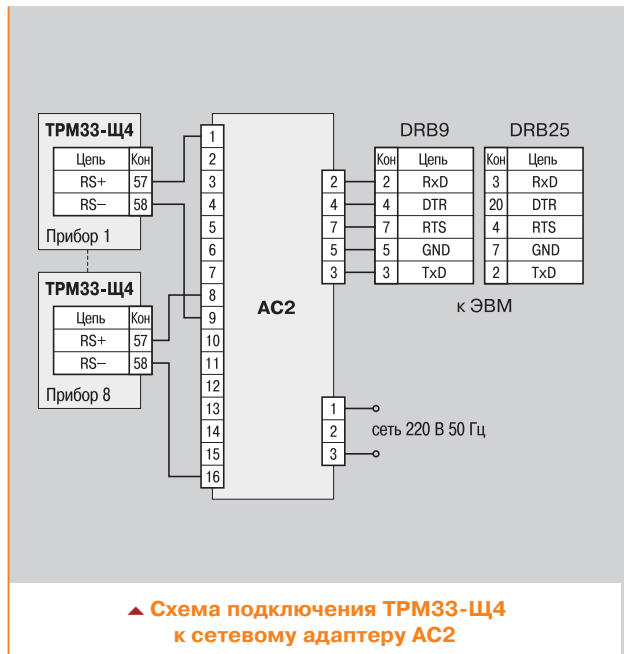 ТРМ33-Щ4
Цепь Кон
RS+ 57
RS– 58
Прибор 1
ТРМ33-Щ4
Цепь Кон
RS+ 57
RS– 58
Прибор 8
1
2
3
4
5
6
7
8
9
10
11
12
13
14
15
16
АС2
2
4
7
5
3
1
2
3
сеть 220 В 50 Гц
DRB9
Кон Цепь
2 RxD
4 DTR
7 RTS
5 GND
3 TxD
DRB25
Кон Цепь
3 RxD
20 DTR
4 RTS
7 GND
2 TxD
к ЭВМ
Схема подключения ТРМ33-Щ4
к сетевому адаптеру АС2